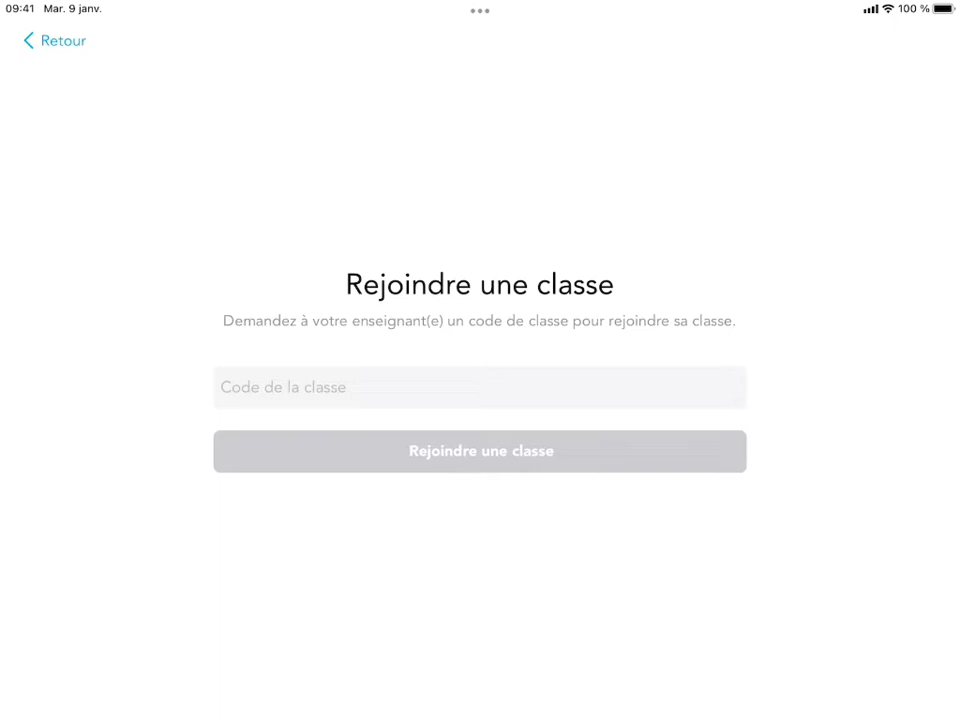 09:41 Mar. 9 janv.
100 %
Retour
Rejoindre une classe
Demandez à votre enseignant(e) un code de classe pour rejoindre sa classe.
Code de la classe
Rejoindre une classe